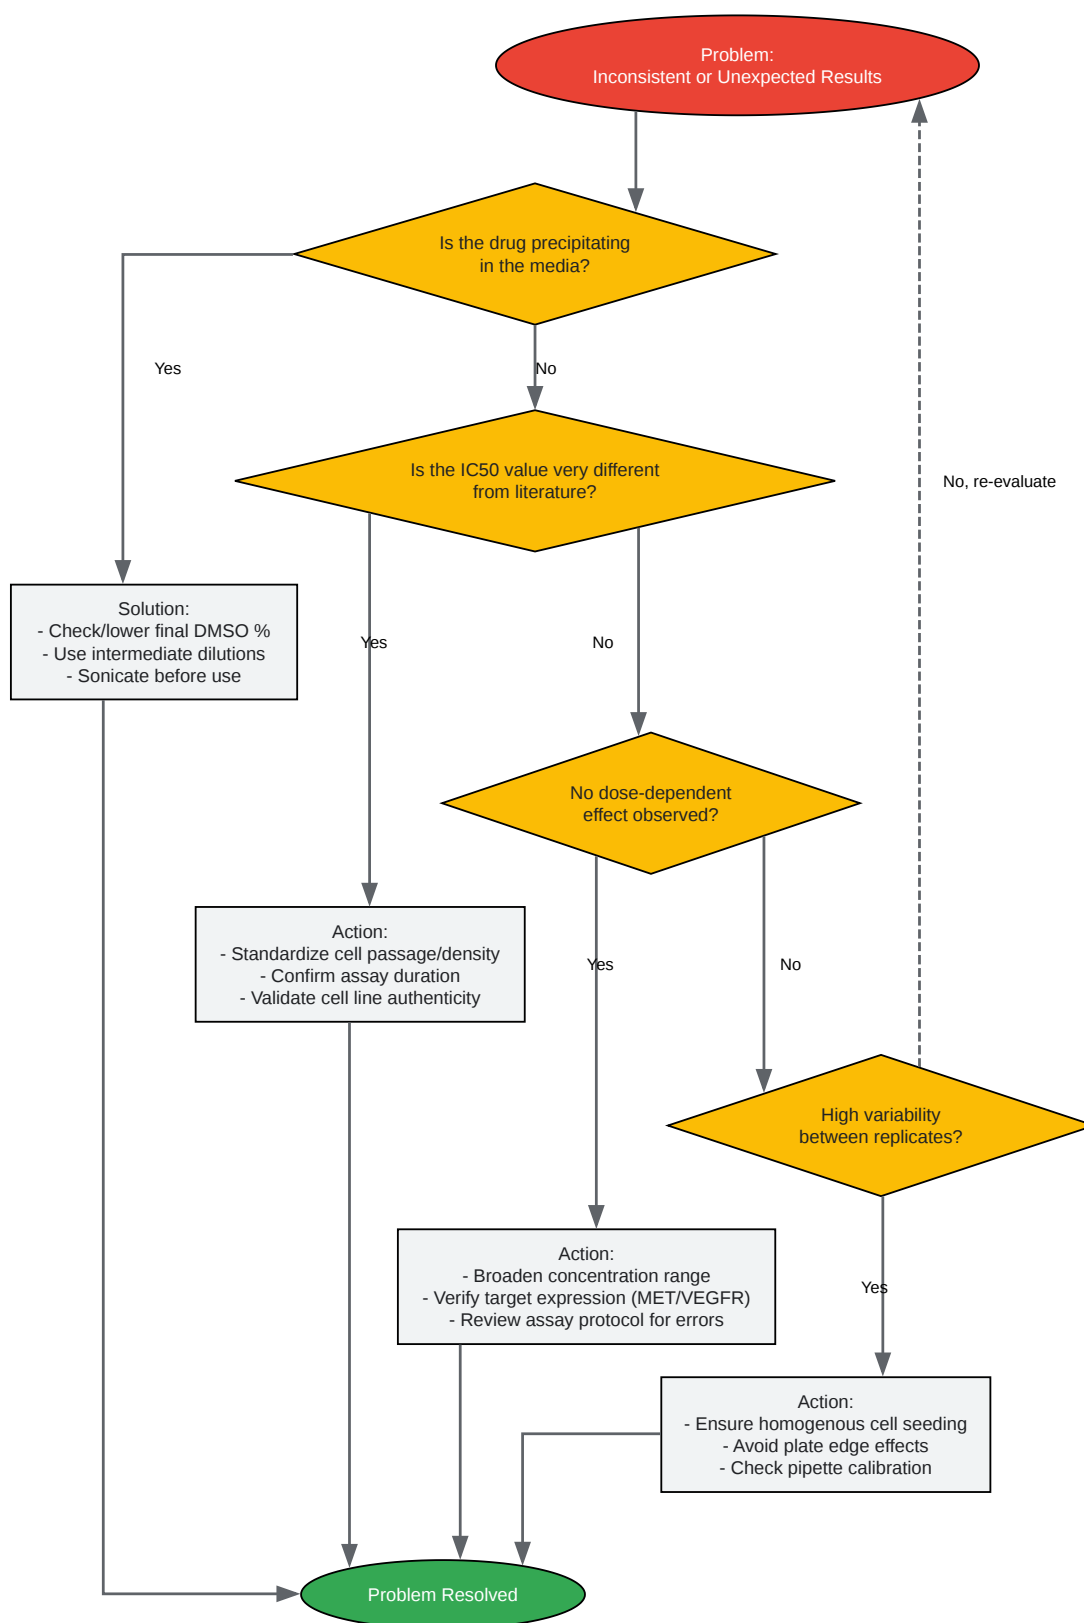 Problem:
Inconsistent or Unexpected Results
Is the drug precipitating
in the media?
Yes
No
Is the IC50 value very different
from literature?
No, re-evaluate
Solution:
- Check/lower final DMSO %
- Use intermediate dilutions
- Sonicate before use
Yes
No
No dose-dependent
effect observed?
Action:
- Standardize cell passage/density
- Confirm assay duration
- Validate cell line authenticity
Yes
No
High variability
between replicates?
Action:
- Broaden concentration range
- Verify target expression (MET/VEGFR)
- Review assay protocol for errors
Yes
Action:
- Ensure homogenous cell seeding
- Avoid plate edge effects
- Check pipette calibration
Problem Resolved